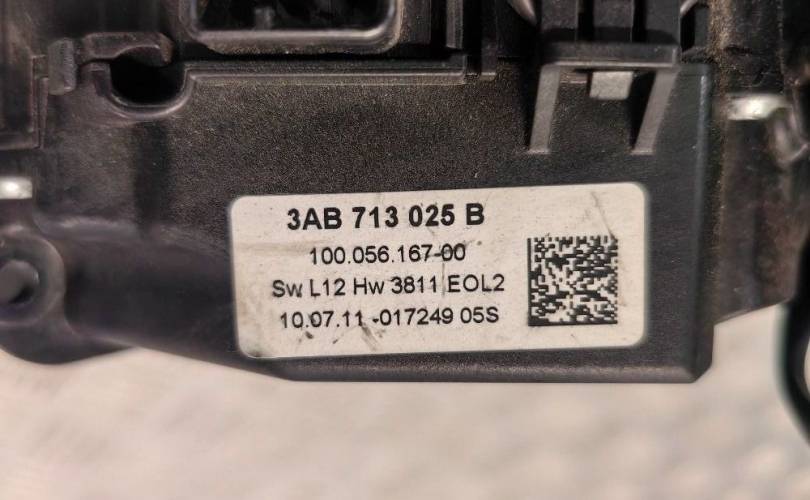 3AB 713 025 B
100.056.167-00
Sw L12 Hw 3811 EOL2
10.07.11 -017249 05S